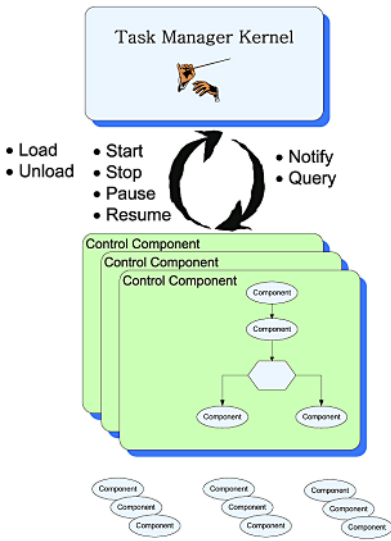 Task Manager Kernel
• Load
• Unload
• Start
• Stop
• Pause
• Resume
• Notify
• Query
Control Component
Control Component
Control Component
Component
Component
Component
Component
Component
Component
Component
Component
Component
Component
Component
Component
Component